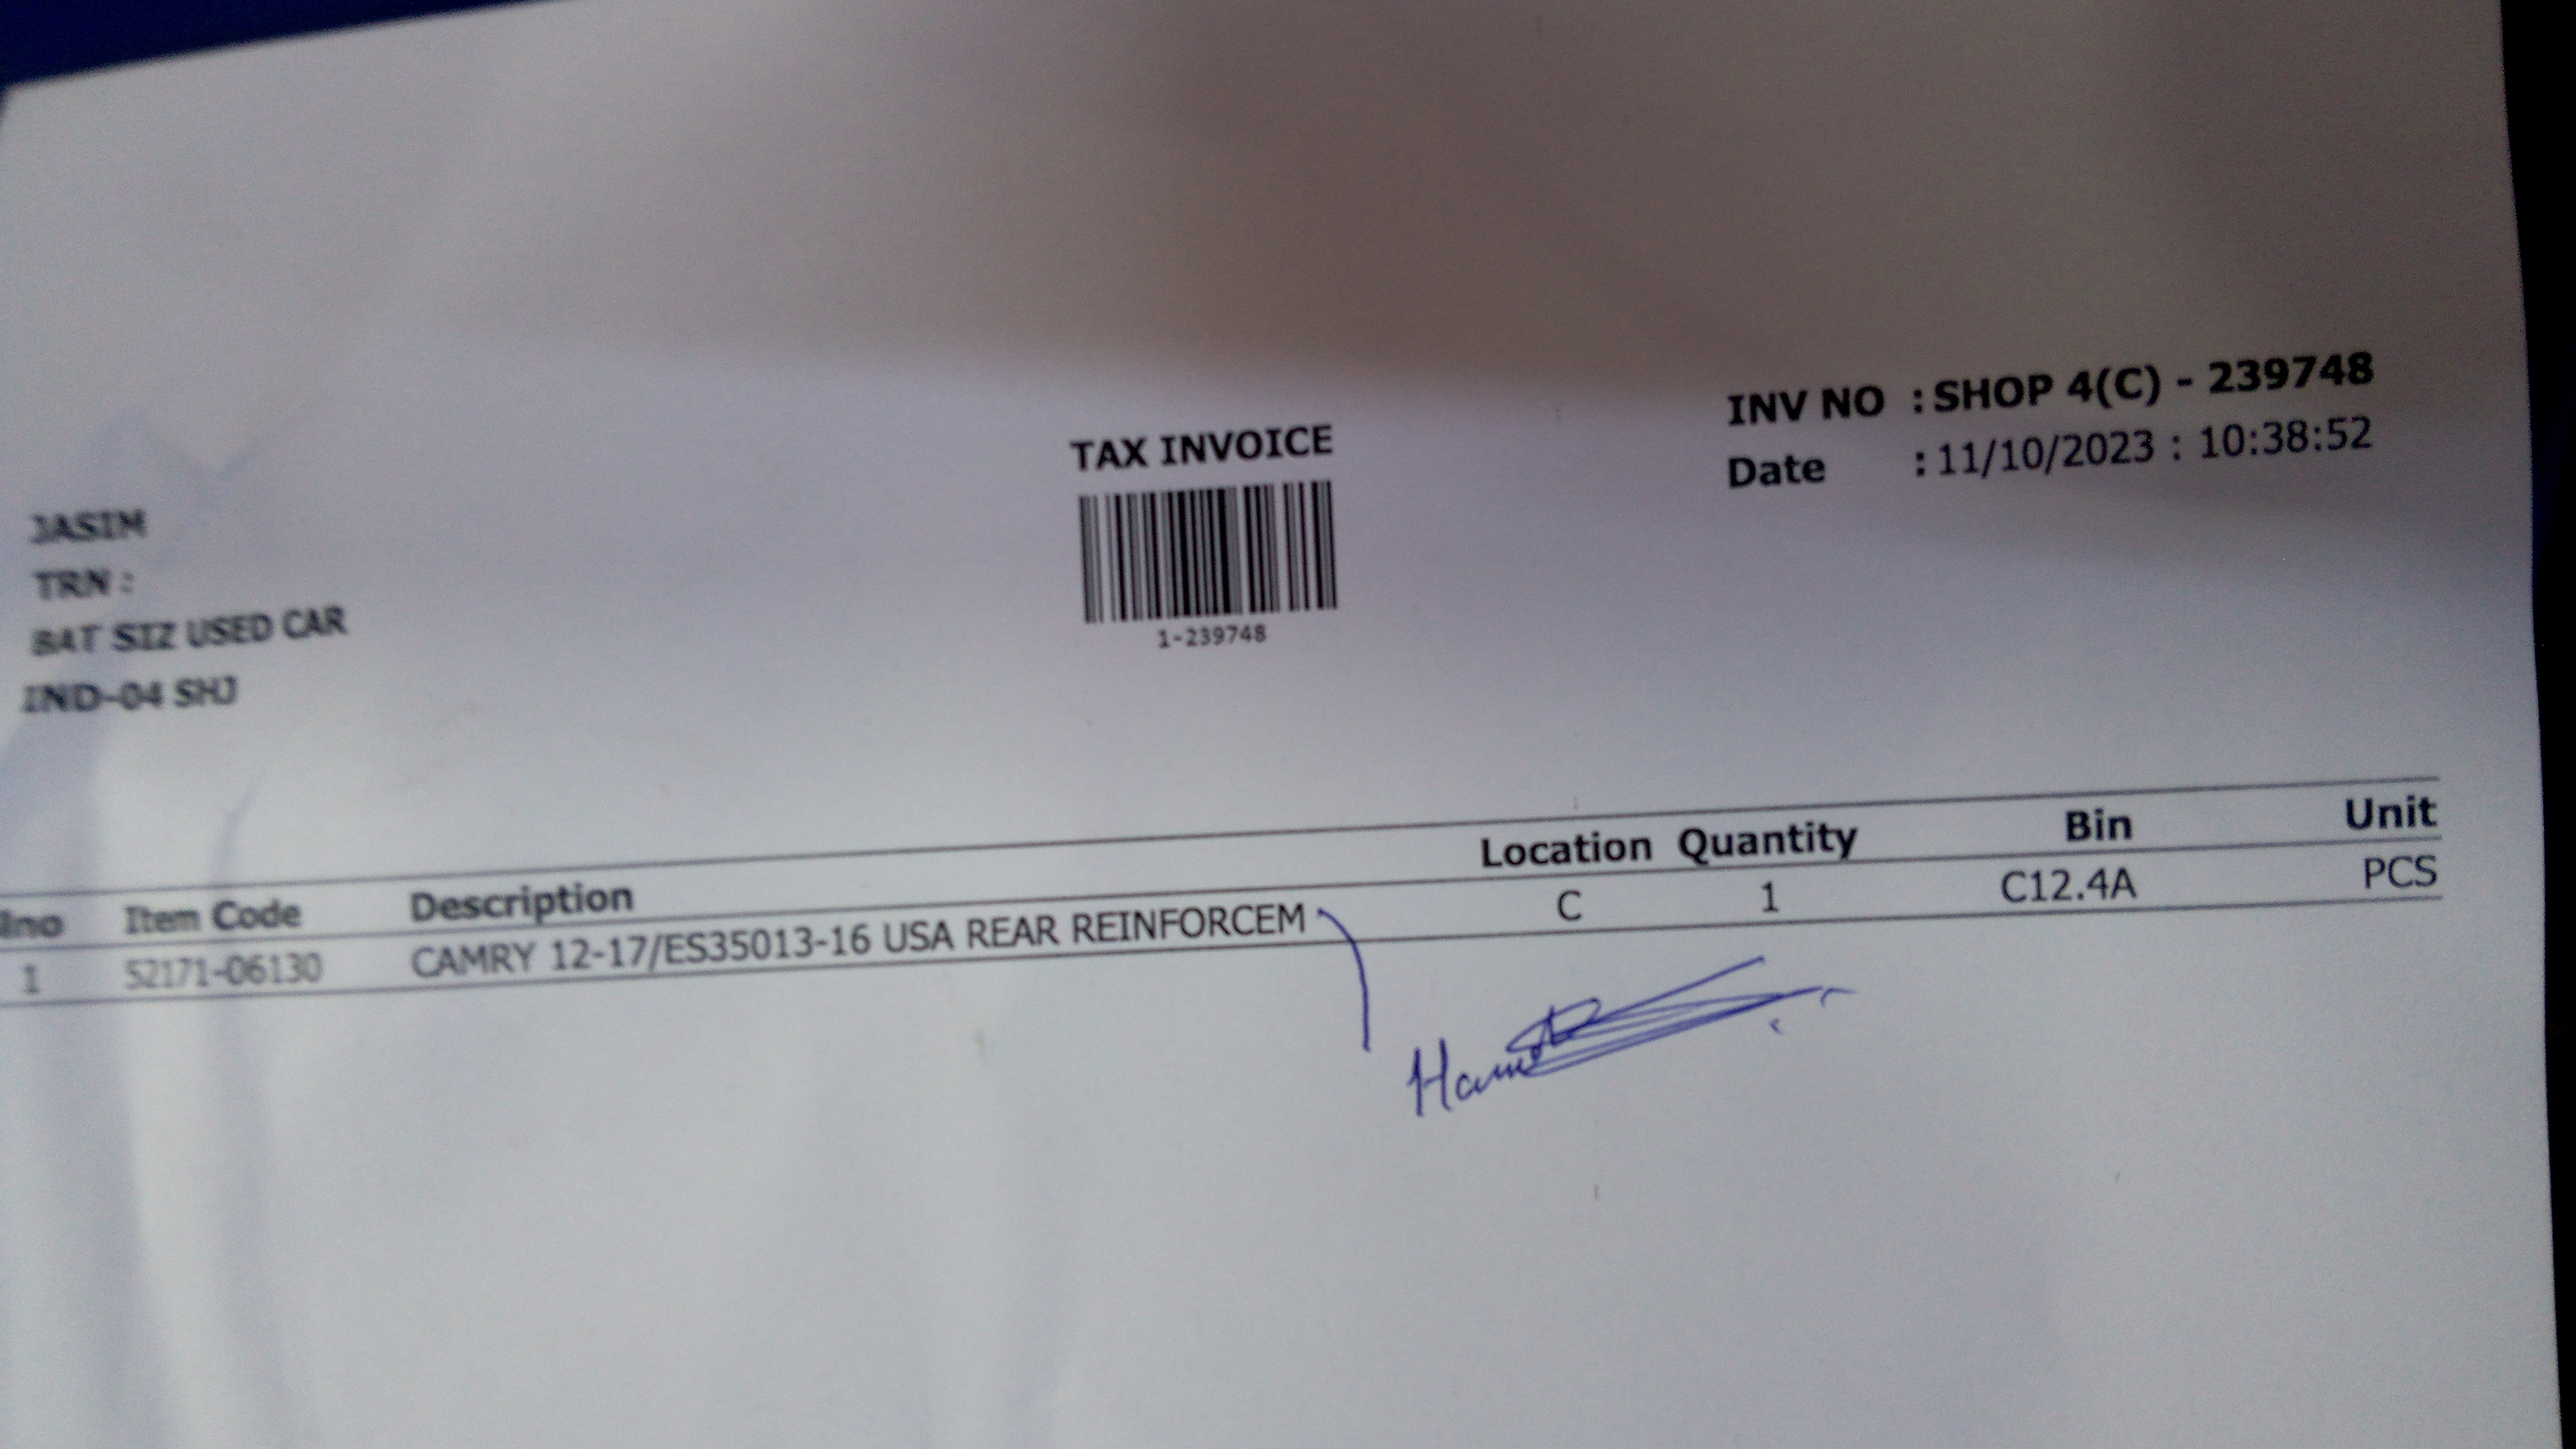 TAX INVOICE
1-239748
INV NO : SHOP 4(C) - 239748
Date : 11/10/2023 : 10:38:52
JASIM
TRN :
BAT SIZ USED CAR
IND-04 SHJ
lno Item Code Description Location Quantity Bin Unit
1 52171-06130 CAMRY 12-17/ES35013-16 USA REAR REINFORCEM C 1 C12.4A PCS